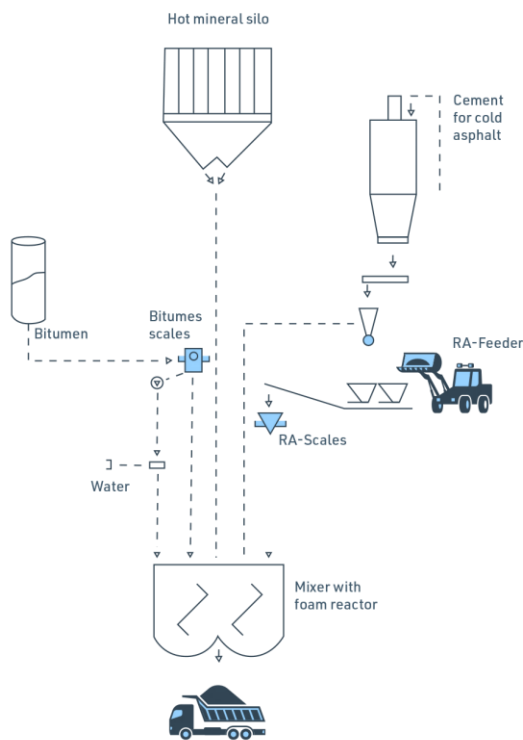 Hot mineral silo
Cement
for cold
asphalt
Bitumen
Bitumes
scales
RA-Feeder
RA-Scales
Water
Mixer with
foam reactor